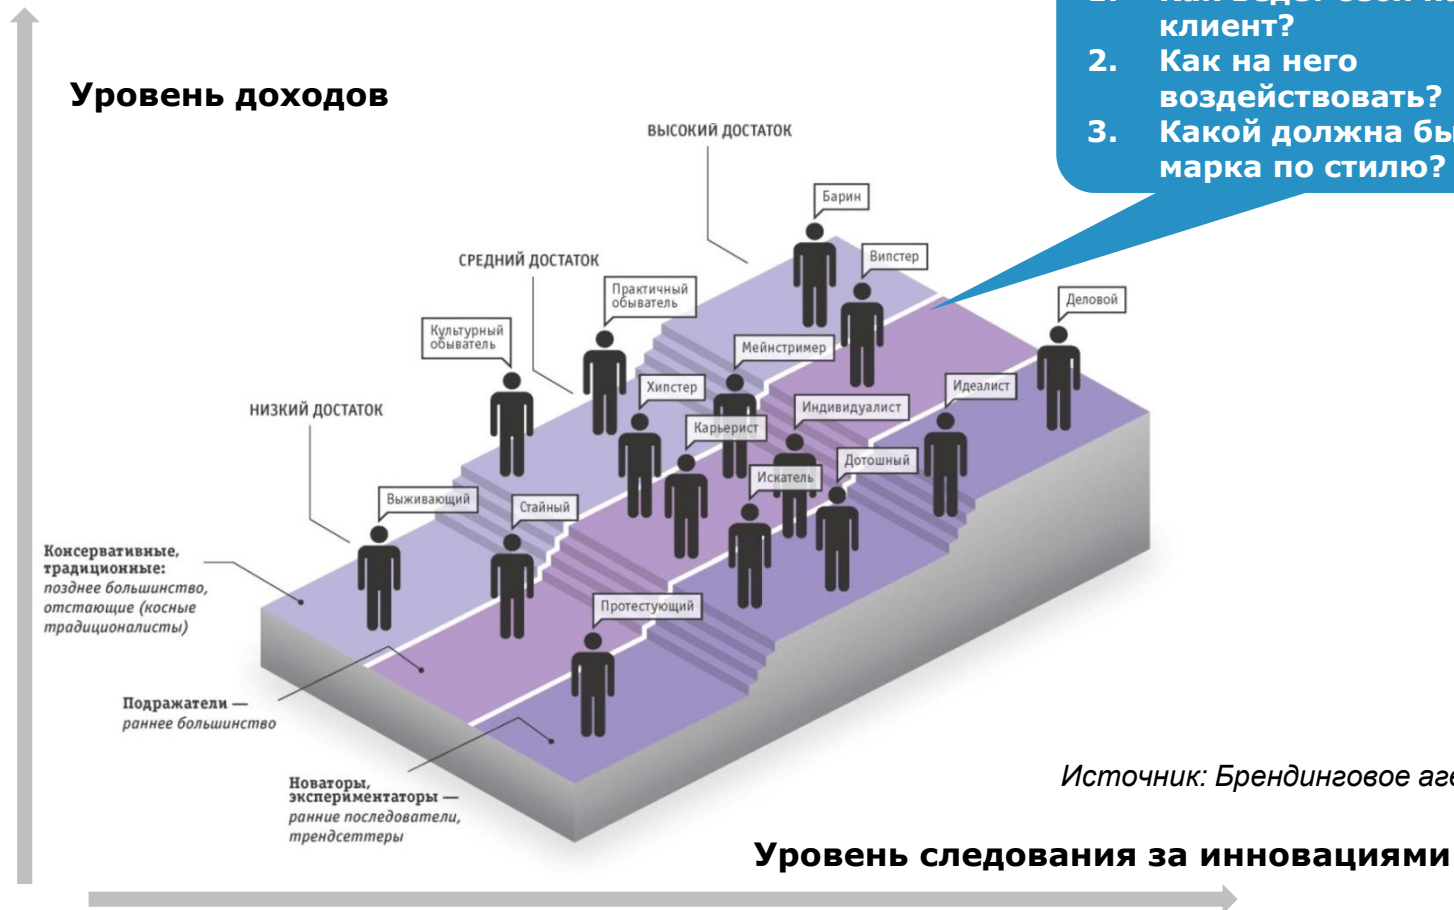 клиент?
2. Как на него
воздействовать?
3. Какой должна
марка по стилю?
Уровень доходов
ВЫСОКИЙ ДОСТАТОК
Барин
СРЕДНИЙ ДОСТАТОК
Випстер
Практичный
обыватель
Деловой
Культурный
обыватель
Мейнстример
Хипстер
Идеалист
НИЗКИЙ ДОСТАТОК
Индивидуалист
Карьерист
Дотошный
Искатель
Выживающий
Стайный
Консервативные,
традиционные:
позднее большинство,
отстающие (косные
традиционалисты)
Протестующий
Подражатели —
раннее большинство
Новаторы,
экспериментаторы —
ранние последователи,
трендсеттеры
Источник: Брендинговое
Уровень следования за инновациями